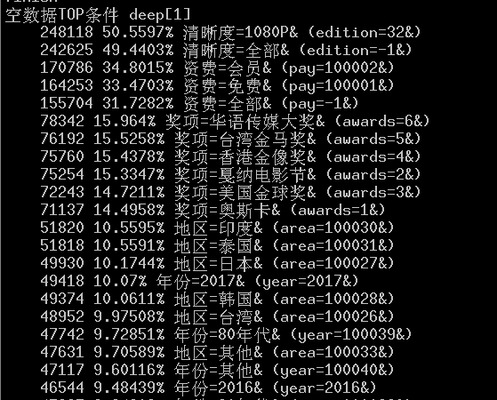 空数据TOP条件 deep[1]
248118 50.5597% 清晰度=1080P& (edition=32&)
242625 49.4403% 清晰度=全部& (edition=-1&)
170786 34.8015% 资费=会员& (pay=100002&)
164253 33.4703% 资费=免费& (pay=100001&)
155704 31.7282% 资费=全部& (pay=-1&)
78342 15.964% 奖项=华语传媒大奖& (awards=6&)
76192 15.5258% 奖项=台湾金马奖& (awards=5&)
75760 15.4378% 奖项=香港金像奖& (awards=4&)
75254 15.3347% 奖项=戛纳电影节& (awards=2&)
72243 14.7211% 奖项=美国金球奖& (awards=3&)
71137 14.4958% 奖项=奥斯卡& (awards=1&)
51820 10.5595% 地区=印度& (area=100030&)
51818 10.5591% 地区=泰国& (area=100031&)
49930 10.1744% 地区=日本& (area=100027&)
49418 10.07% 年份=2017& (year=2017&)
49374 10.0611% 地区=韩国& (area=100028&)
48952 9.97508% 地区=台湾& (area=100026&)
47742 9.72851% 年份=80年代& (year=100039&)
47631 9.70589% 地区=其他& (area=100033&)
47117 9.60116% 年份=其他& (year=100040&)
46544 9.48439% 年份=2016& (year=2016&)